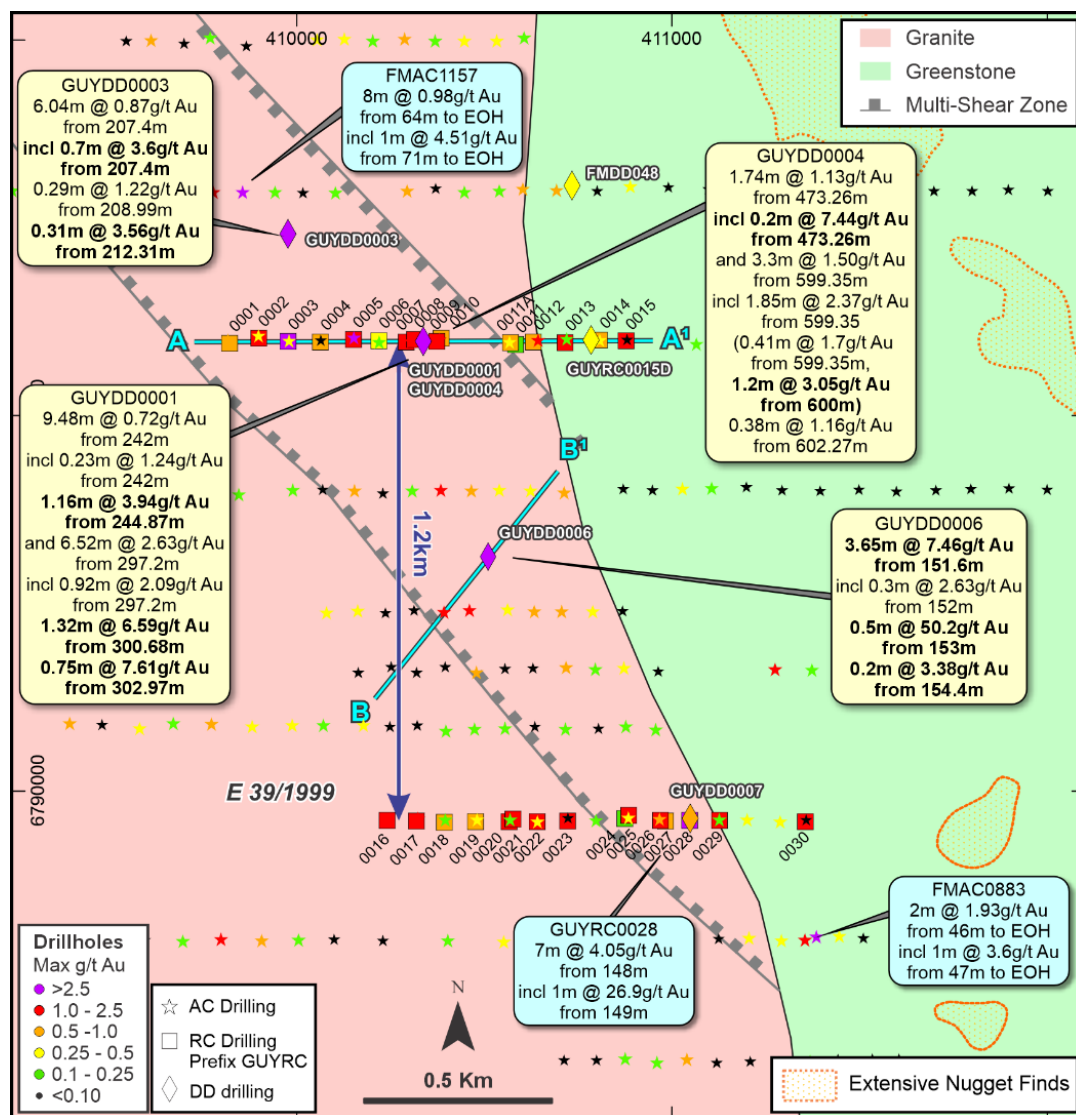 410000
411000
Granite
Greenstone
Multi-Shear Zone
GUYDD0003
6.04m @ 0.87g/t Au
from 207.4m
incl 0.7m @ 3.6g/t Au
from 207.4m
0.29m @ 1.22g/t Au
from 208.99m
0.31m @ 3.56g/t Au
from 212.31m
FMAC1157
8m @ 0.98g/t Au
from 64m to EOH
incl 1m @ 4.51g/t Au
from 71m to EOH
GUYDD0004
1.74m @ 1.13g/t Au
from 473.26m
incl 0.2m @ 7.44g/t Au
from 473.26m
and 3.3m @ 1.50g/t Au
from 599.35m
incl 1.85m @ 2.37g/t Au
from 599.35
(0.41m @ 1.7g/t Au
from 599.35m,
1.2m @ 3.05g/t Au
from 600m)
0.38m @ 1.16g/t Au
from 602.27m
FMDD048
GUYDD0003
0001
0002
0003
0004
0005
0006
0007
0008
0009
0010
0011A
0011
0012
0013
0014
0015
A
A¹
GUYDD0001
GUYDD0004
GUYRC0015D
GUYDD0001
9.48m @ 0.72g/t Au
from 242m
incl 0.23m @ 1.24g/t Au
from 242m
1.16m @ 3.94g/t Au
from 244.87m
and 6.52m @ 2.63g/t Au
from 297.2m
incl 0.92m @ 2.09g/t Au
from 297.2m
1.32m @ 6.59g/t Au
from 300.68m
0.75m @ 7.61g/t Au
from 302.97m
B¹
1.2km
GUYDD0006
GUYDD0006
3.65m @ 7.46g/t Au
from 151.6m
incl 0.3m @ 2.63g/t Au
from 152m
0.5m @ 50.2g/t Au
from 153m
0.2m @ 3.38g/t Au
from 154.4m
B
6790000
E 39/1999
GUYDD0007
0016
0017
0018
0019
0020
0021
0022
0023
0024
0025
0026
0027
0028
0029
0030
GUYRC0028
7m @ 4.05g/t Au
from 148m
incl 1m @ 26.9g/t Au
from 149m
FMAC0883
2m @ 1.93g/t Au
from 46m to EOH
incl 1m @ 3.6g/t Au
from 47m to EOH
Drillholes
Max g/t Au
>2.5
1.0 - 2.5
0.5 -1.0
0.25 - 0.5
0.1 - 0.25
<0.10
AC Drilling
RC Drilling
Prefix GUYRC
DD drilling
N
0.5 Km
Extensive Nugget Finds